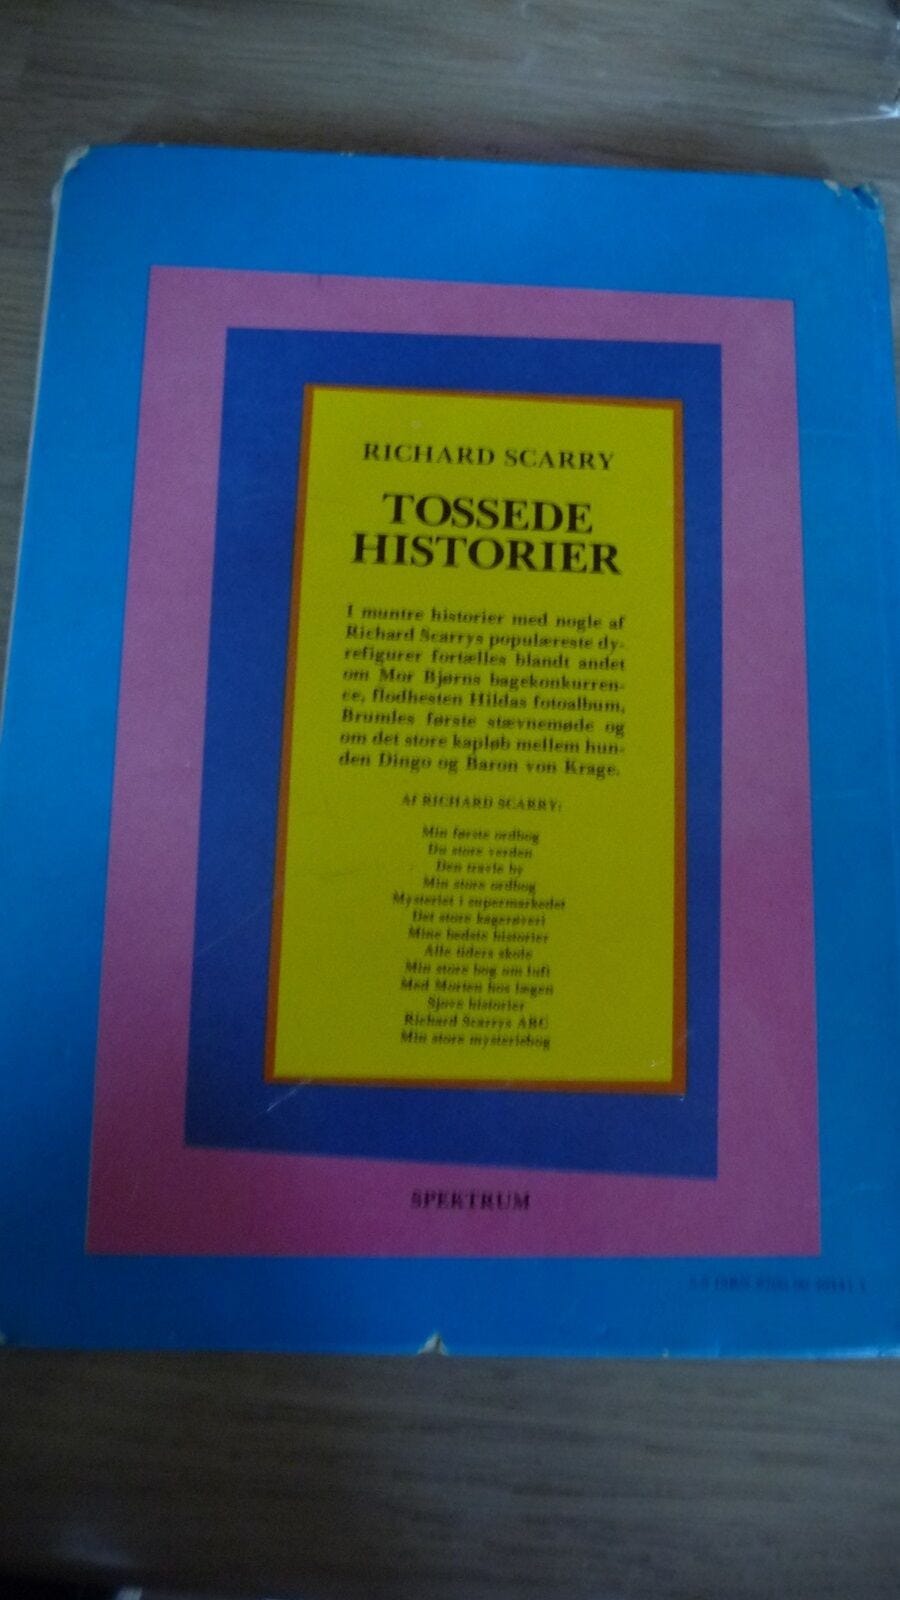 RICHARD SCARRY
TOSSEDE
HISTORIER
I muntre historier med nogle af
Richard Scarrys populæreste dy-
refigurer fortælles blandt andet
om Mor Bjørns bagekonkurren-
ce, flodhesten Hildas fotoalbum,
Brumles første stævnemøde og
om det store kapløb mellem hun-
den Dingo og Baron von Krage.
Af RICHARD SCARRY:
Min første ordbog
Du store verden
Den travle by
Min store ordbog
Mysteriet i supermarkedet
Det store kagerøveri
Mine bedste historier
Alle tiders skole
Min store bog om luft
Med Morten hos lægen
Sjove historier
Richard Scarrys ABC
Min store mysteriebog
SPEKTRUM
ISBN